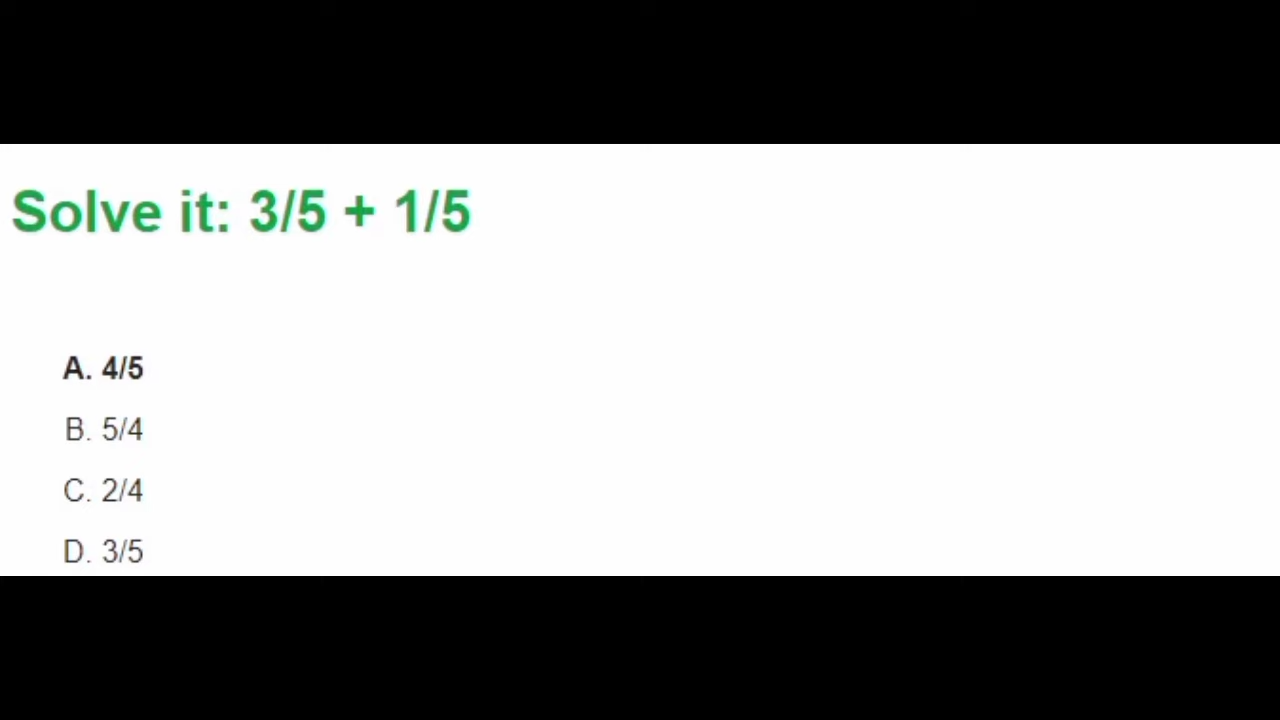 Solve it: 3/5 + 1/5
A. 4/5
B. 5/4
C. 2/4
D. 3/5